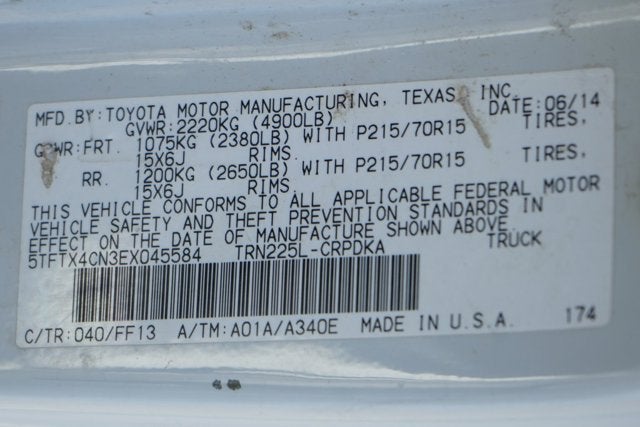 MFD.BY:TOYOTA MOTOR MANUFACTURING, TEXAS, INC.
GVWR:2220KG (4900LB) DATE:06/14
GAWR:FRT. 1075KG (2380LB) WITH P215/70R15 TIRES,
15X6J RIMS.
RR. 1200KG (2650LB) WITH P215/70R15 TIRES,
15X6J RIMS.
THIS VEHICLE CONFORMS TO ALL APPLICABLE FEDERAL MOTOR
VEHICLE SAFETY AND THEFT PREVENTION STANDARDS IN
EFFECT ON THE DATE OF MANUFACTURE SHOWN ABOVE.
5TFTX4CN3EX045584 TRN225L-CRPDKA TRUCK
C/TR:040/FF13 A/TM:A01A/A340E MADE IN U.S.A. 174